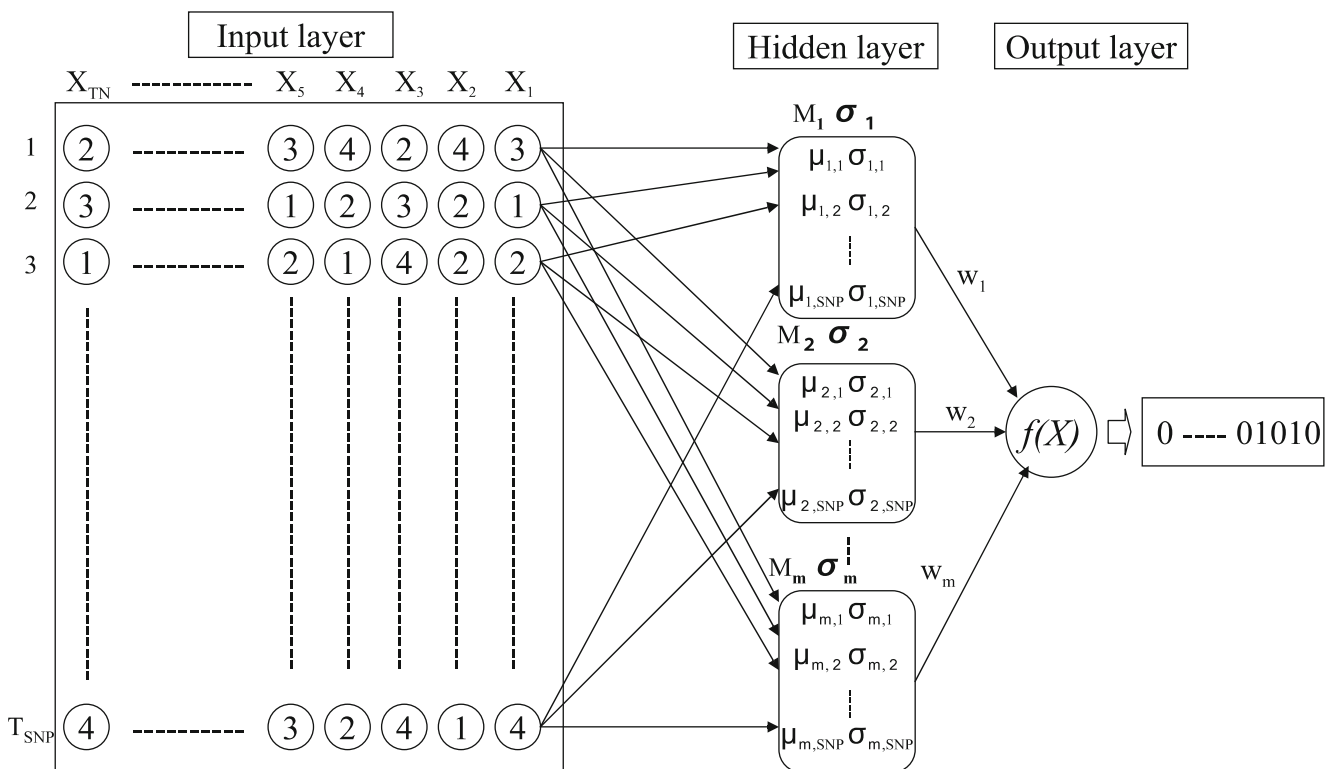 Input layer
Hidden layer
Output layer
X_TN ---------- X_5 X_4 X_3 X_2 X_1
1 2 ---------- 3 4 2 4 3
2 3 ---------- 1 2 3 2 1
3 1 ---------- 2 1 4 2 2
T_SNP 4 ---------- 3 2 4 1 4
M_1 σ_1
μ_1,1 σ_1,1
μ_1,2 σ_1,2
μ_1,SNP σ_1,SNP
M_2 σ_2
μ_2,1 σ_2,1
μ_2,2 σ_2,2
μ_2,SNP σ_2,SNP
M_m σ_m
μ_m,1 σ_m,1
μ_m,2 σ_m,2
μ_m,SNP σ_m,SNP
w_1
w_2
w_m
f(X)
0 ---- 01010